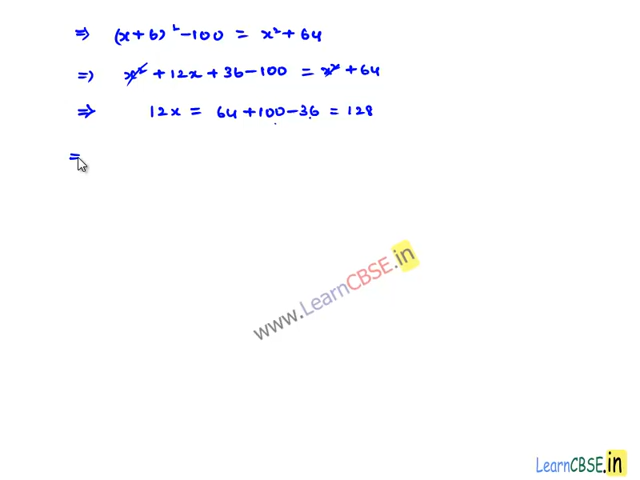 ⇒ (x+6)² -100 = x² + 64
⇒ x² + 12x + 36 - 100 = x² + 64
⇒ 12x = 64 + 100 - 36 = 128
=
www.LearnCBSE.in
LearnCBSE.in